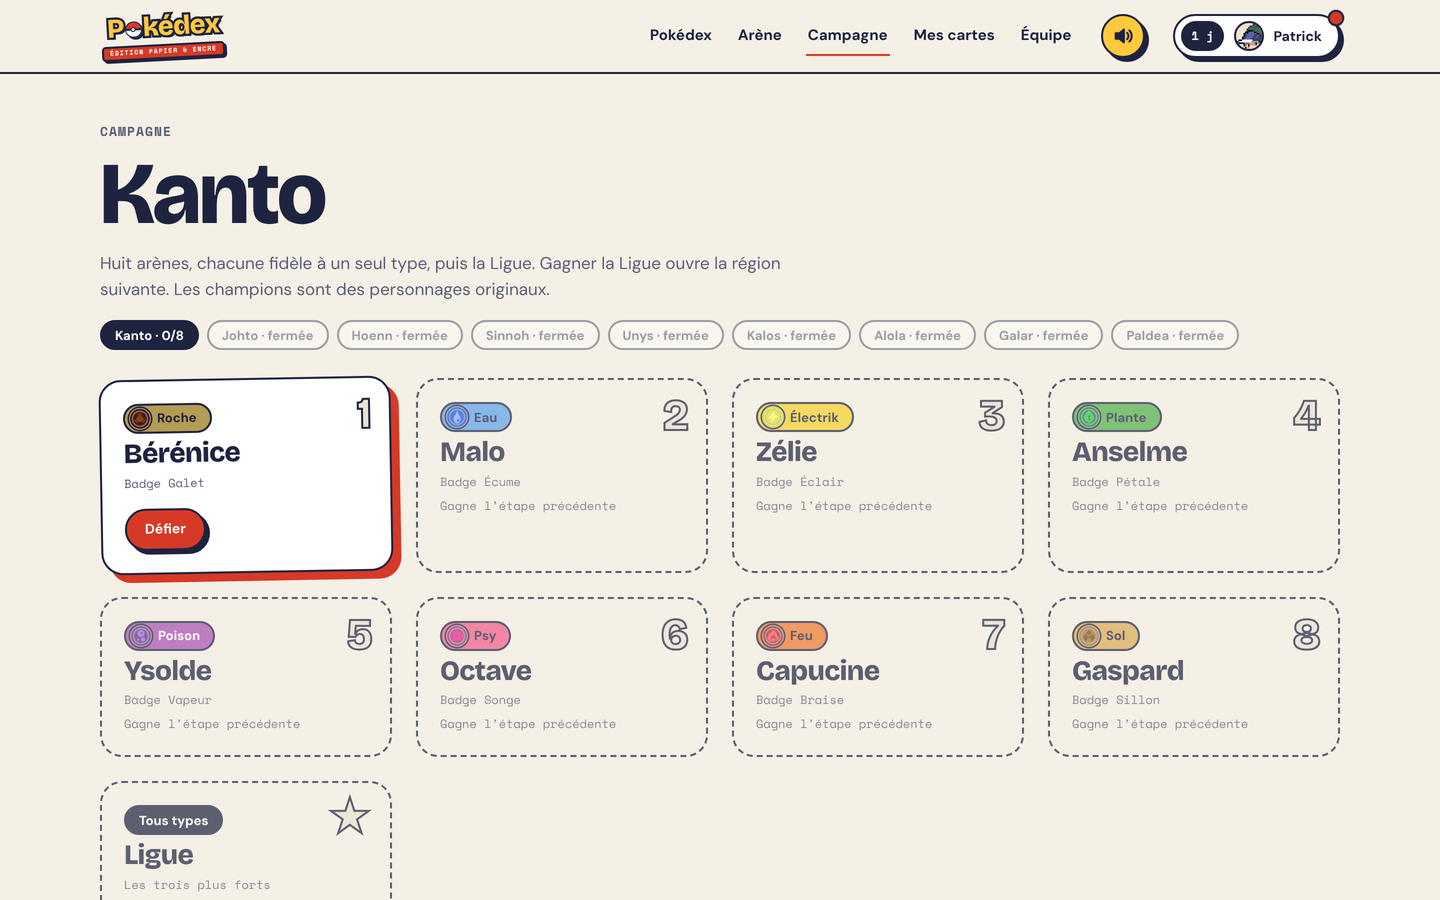 Pokédex
ÉDITION PAPIER & ENCRE
Pokédex
Arène
Campagne
Mes cartes
Équipe
1 j
Patrick
CAMPAGNE
Kanto
Huit arènes, chacune fidèle à un seul type, puis la Ligue. Gagner la Ligue ouvre la région
suivante. Les champions sont des personnages originaux.
Kanto · 0/8
Johto · fermée
Hoenn · fermée
Sinnoh · fermée
Unys · fermée
Kalos · fermée
Alola · fermée
Galar · fermée
Paldea · fermée
Roche
1
Bérénice
Badge Galet
Défier
Eau
2
Malo
Badge Écume
Gagne l’étape précédente
Électrik
3
Zélie
Badge Éclair
Gagne l’étape précédente
Plante
4
Anselme
Badge Pétale
Gagne l’étape précédente
Poison
5
Ysolde
Badge Vapeur
Gagne l’étape précédente
Psy
6
Octave
Badge Songe
Gagne l’étape précédente
Feu
7
Capucine
Badge Braise
Gagne l’étape précédente
Sol
8
Gaspard
Badge Sillon
Gagne l’étape précédente
Tous types
Ligue
Les trois plus forts